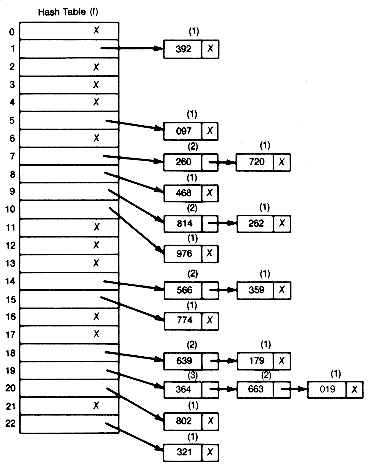 Hash Table (f)
0 X
(1)
1 392 X
2 X
3 X
4 X
(1)
5 097 X
6 X
(2) (1)
7 260 720 X
(1)
8 468 X
(2) (1)
9 814 262 X
(1)
10 976 X
11 X
12 X
13 X
(2) (1)
14 566 359 X
(1)
15 774 X
16 X
17 X
(2) (1)
18 639 179 X
(3) (2) (1)
19 364 663 019 X
(1)
20 802 X
21 X
(1)
22 321 X